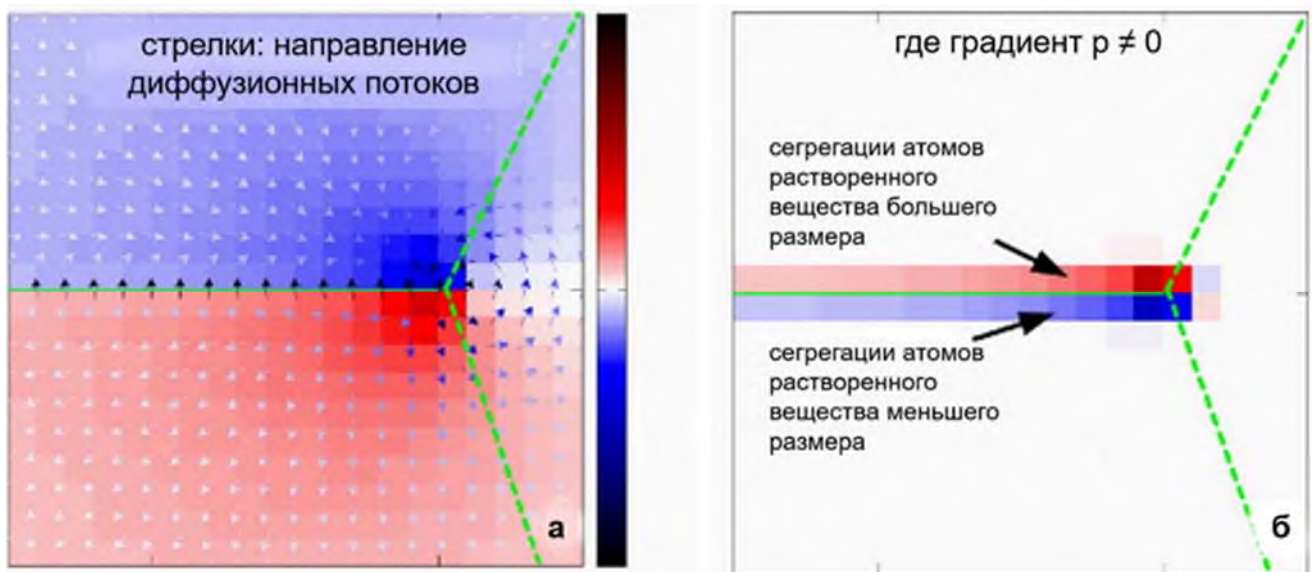 стрелки: направление
диффузионных потоков
а
где градиент p ≠ 0
сегрегации атомов
растворенного
вещества большего
размера
сегрегации атомов
растворенного
вещества меньшего
размера
б